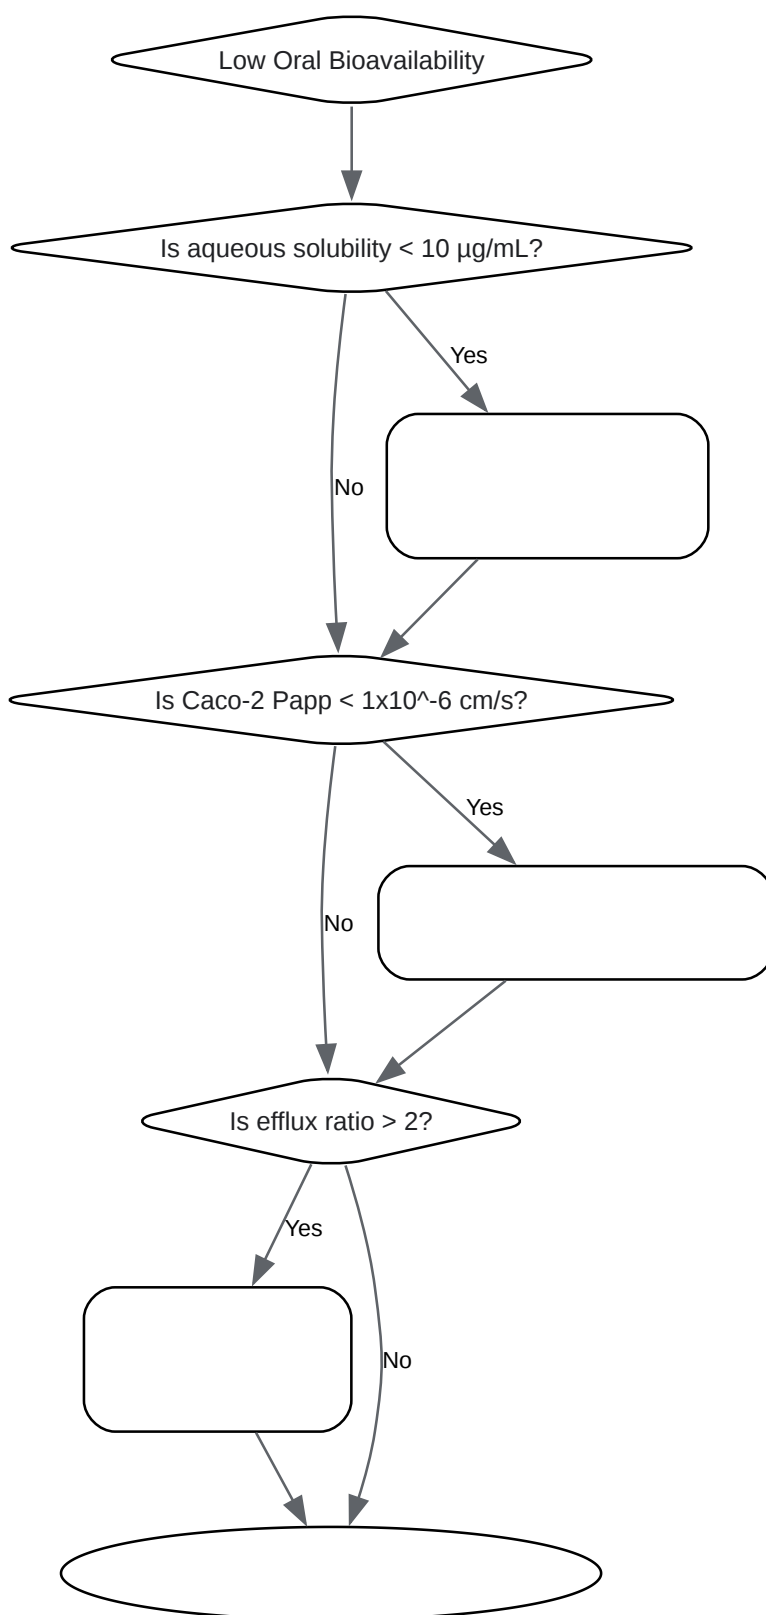 Low Oral Bioavailability
Is aqueous solubility < 10 µg/mL?
Yes
No
Is Caco-2 Papp < 1x10^-6 cm/s?
Yes
No
Is efflux ratio > 2?
Yes
No